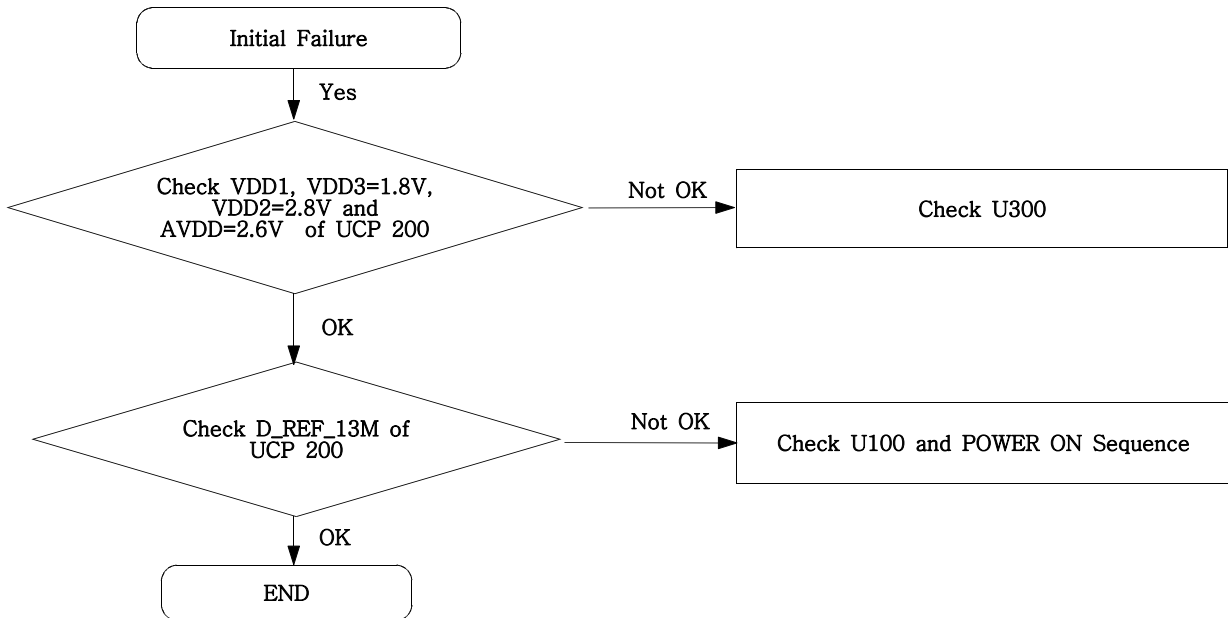 Initial Failure
Yes
Check VDD1, VDD3=1.8V,
VDD2=2.8V and
AVDD=2.6V of UCP 200
Not OK
Check U300
OK
Check D_REF_13M of
UCP 200
Not OK
Check U100 and POWER ON Sequence
OK
END